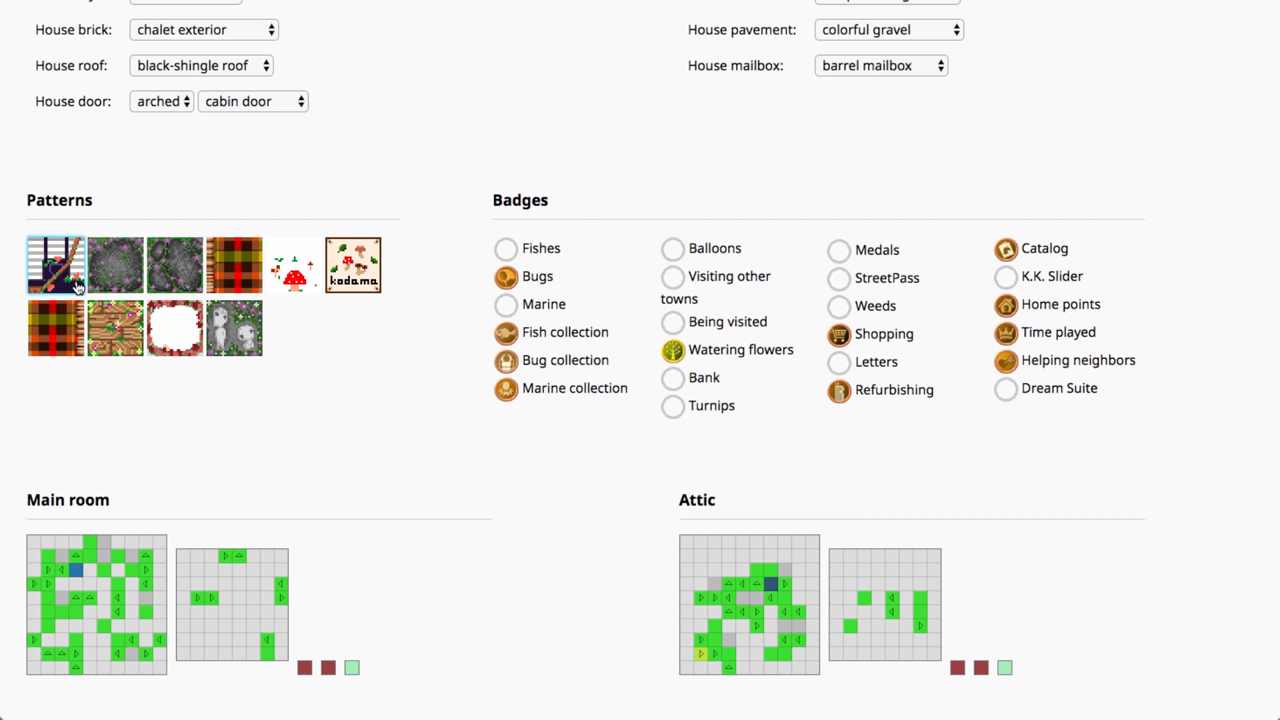 House brick: chalet exterior
House pavement: colorful gravel
House roof: black-shingle roof
House mailbox: barrel mailbox
House door: arched cabin door
Patterns
kodama
Badges
Fishes
Bugs
Marine
Fish collection
Bug collection
Marine collection
Balloons
Visiting other
towns
Being visited
Watering flowers
Bank
Turnips
Medals
StreetPass
Weeds
Shopping
Letters
Refurbishing
Catalog
K.K. Slider
Home points
Time played
Helping neighbors
Dream Suite
Main room
Attic